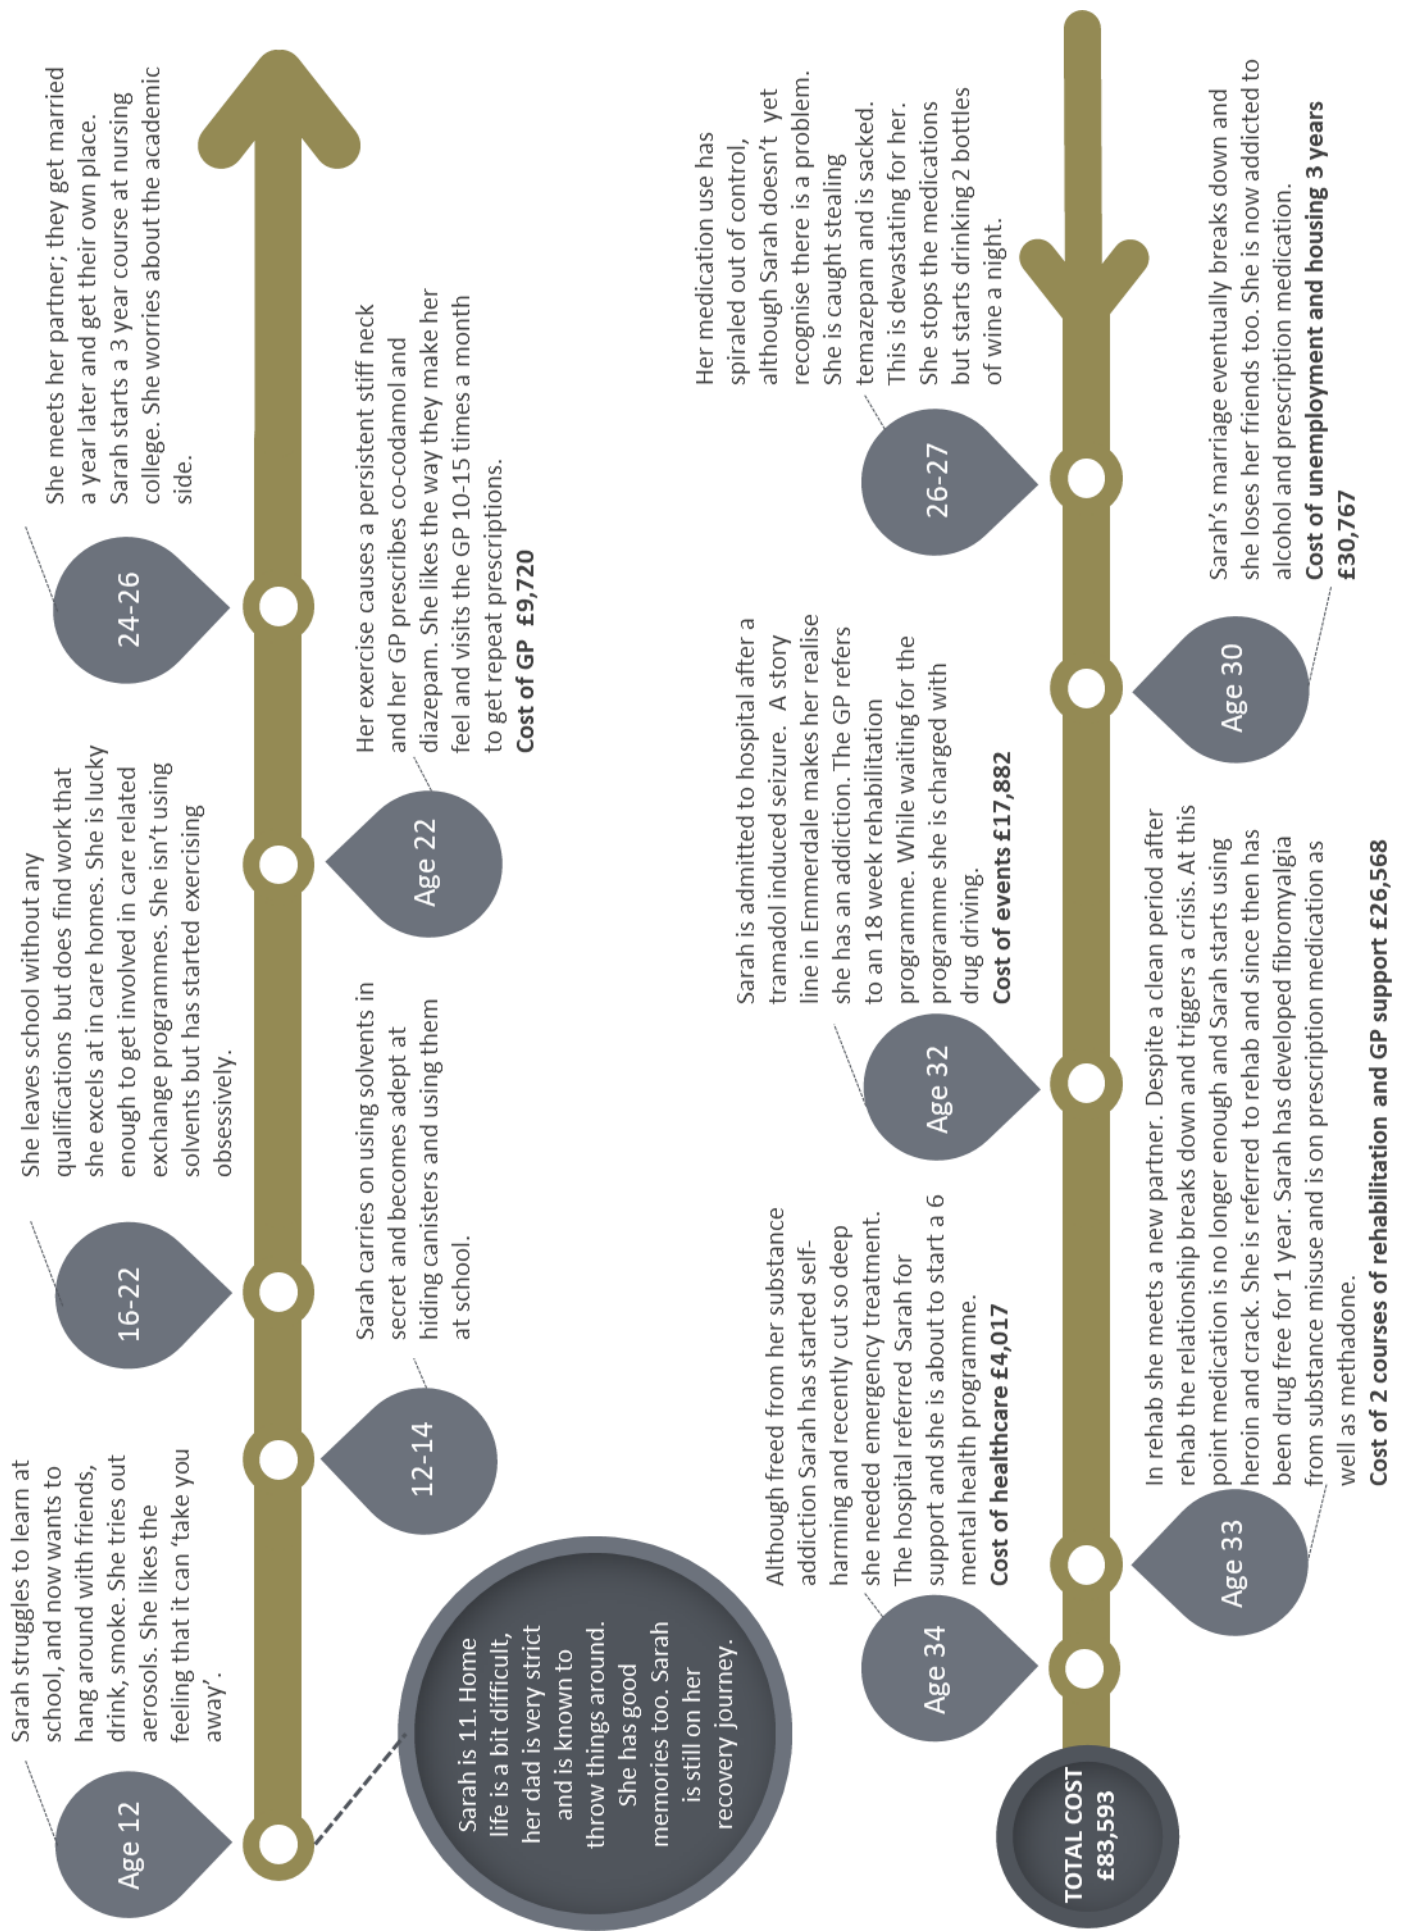 Sarah is 11. Home
life is a bit difficult,
her dad is very strict
and is known to
throw things around.
She has good
memories too. Sarah
is still on her
recovery journey.
Age 12
Sarah struggles to learn at
school, and now wants to
hang around with friends,
drink, smoke. She tries out
aerosols. She likes the
feeling that it can ‘take you
away’.
12-14
Sarah carries on using solvents in
secret and becomes adept at
hiding canisters and using them
at school.
16-22
She leaves school without any
qualifications but does find work that
she excels at in care homes. She is lucky
enough to get involved in care related
exchange programmes. She isn’t using
solvents but has started exercising
obsessively.
Age 22
Her exercise causes a persistent stiff neck
and her GP prescribes co-codamol and
diazepam. She likes the way they make her
feel and visits the GP 10-15 times a month
to get repeat prescriptions.
Cost of GP £9,720
24-26
She meets her partner; they get married
a year later and get their own place.
Sarah starts a 3 year course at nursing
college. She worries about the academic
side.
26-27
Her medication use has
spiraled out of control,
although Sarah doesn’t yet
recognise there is a problem.
She is caught stealing
temazepam and is sacked.
This is devastating for her.
She stops the medications
but starts drinking 2 bottles
of wine a night.
Age 30
Sarah’s marriage eventually breaks down and
she loses her friends too. She is now addicted to
alcohol and prescription medication.
Cost of unemployment and housing 3 years
£30,767
Age 32
Sarah is admitted to hospital after a
tramadol induced seizure. A story
line in Emmerdale makes her realise
she has an addiction. The GP refers
to an 18 week rehabilitation
programme. While waiting for the
programme she is charged with
drug driving.
Cost of events £17,882
Age 33
In rehab she meets a new partner. Despite a clean period after
rehab the relationship breaks down and triggers a crisis. At this
point medication is no longer enough and Sarah starts using
heroin and crack. She is referred to rehab and since then has
been drug free for 1 year. Sarah has developed fibromyalgia
from substance misuse and is on prescription medication as
well as methadone.
Cost of 2 courses of rehabilitation and GP support £26,568
Age 34
Although freed from her substance
addiction Sarah has started self-
harming and recently cut so deep
she needed emergency treatment.
The hospital referred Sarah for
support and she is about to start a 6
mental health programme.
Cost of healthcare £4,017
TOTAL COST
£83,593